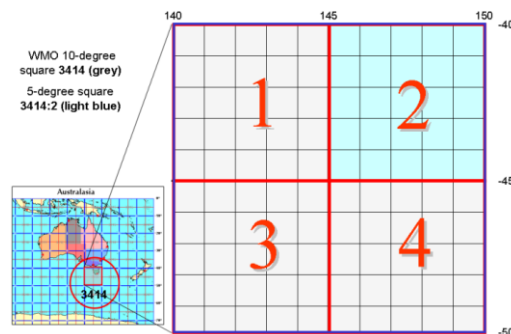 140
145
150
-40
-45
-50
WMO 10-degree
square 3414 (grey)
5-degree square
3414:2 (light blue)
1
2
3
4
Australasia
3414